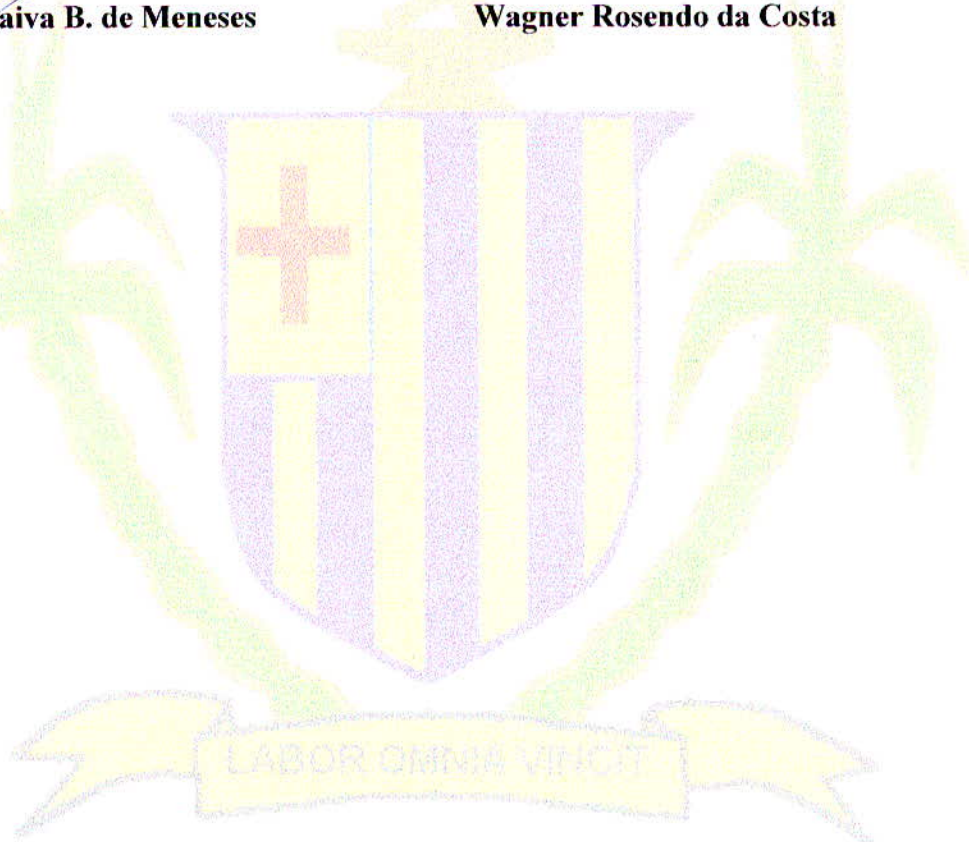 aiva B. de Meneses Wagner Rosendo da Costa
LABOR OMNIA VINCIT